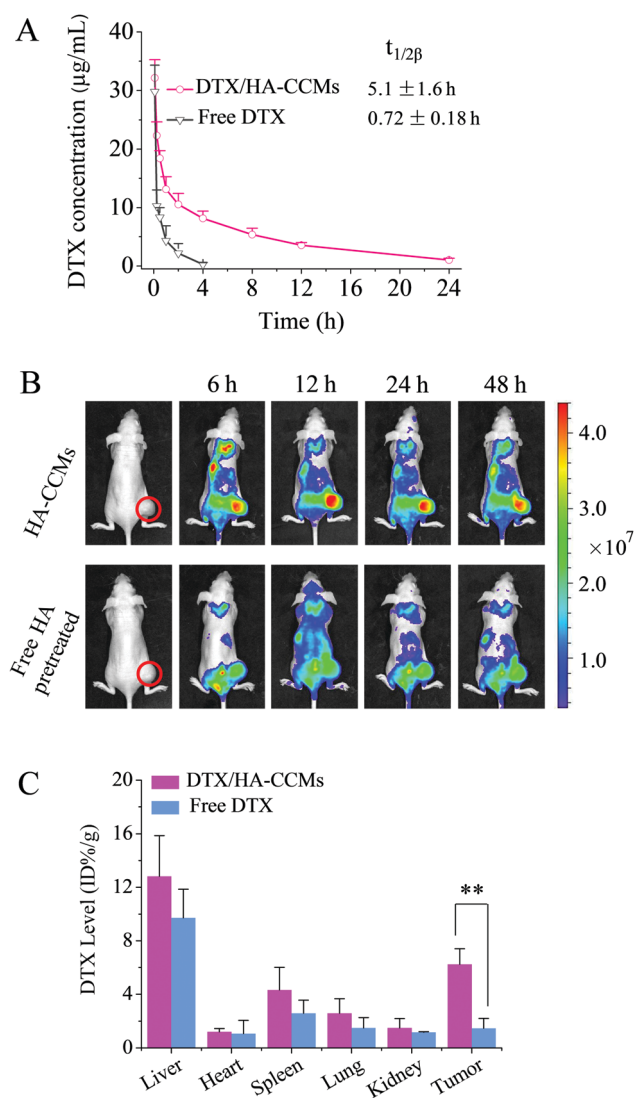 A
t1/2β
DTX/HA-CCMs 5.1 ±1.6 h
Free DTX 0.72 ± 0.18 h
DTX concentration (µg/mL)
40
30
20
10
0
0 4 8 12 16 20 24
Time (h)
B
6 h 12 h 24 h 48 h
HA-CCMs
Free HA
pretreated
4.0
3.0
×10⁷
2.0
1.0
C
DTX/HA-CCMs
Free DTX
DTX Level (ID%/g)
20
16
12
8
4
0
**
Liver Heart Spleen Lung Kidney Tumor